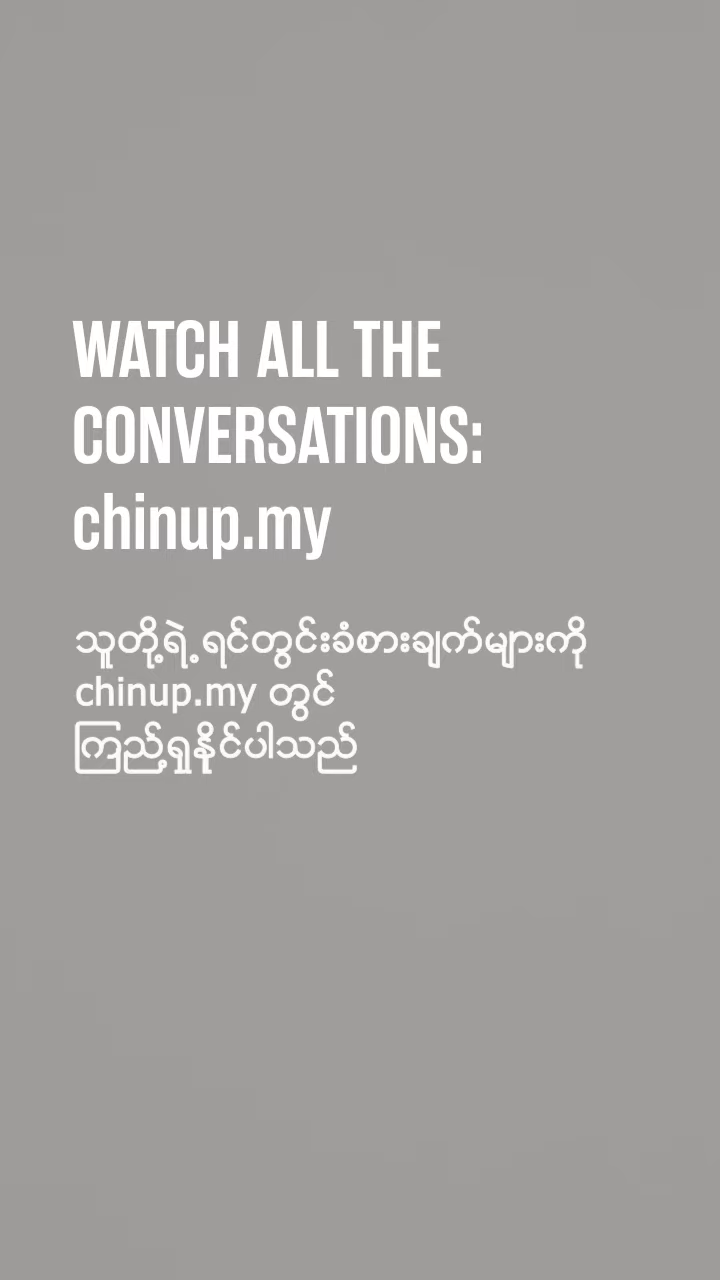 WATCH ALL THE
CONVERSATIONS:
chinup.my
သူတို့ရဲ့ ရင်တွင်းခံစားချက်များကို
chinup.my တွင်
ကြည့်ရှုနိုင်ပါသည်